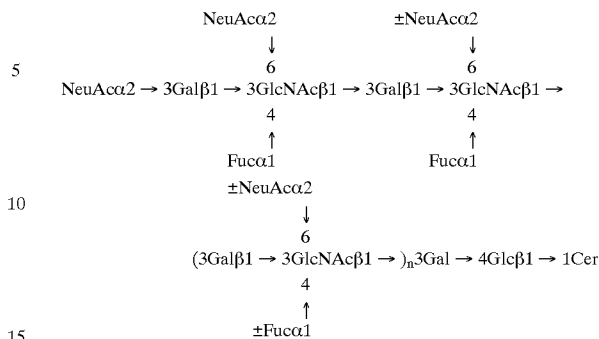 NeuAcα2 ±NeuAcα2
↓ ↓
5 6 6
NeuAcα2 → 3Galβ1 → 3GlcNAcβ1 → 3Galβ1 → 3GlcNAcβ1 →
4 4
↑ ↑
Fucα1 Fucα1
±NeuAcα2
10 ↓
6
(3Galβ1 → 3GlcNAcβ1 → )n3Gal → 4Glcβ1 → 1Cer
4
↑
15 ±Fucα1